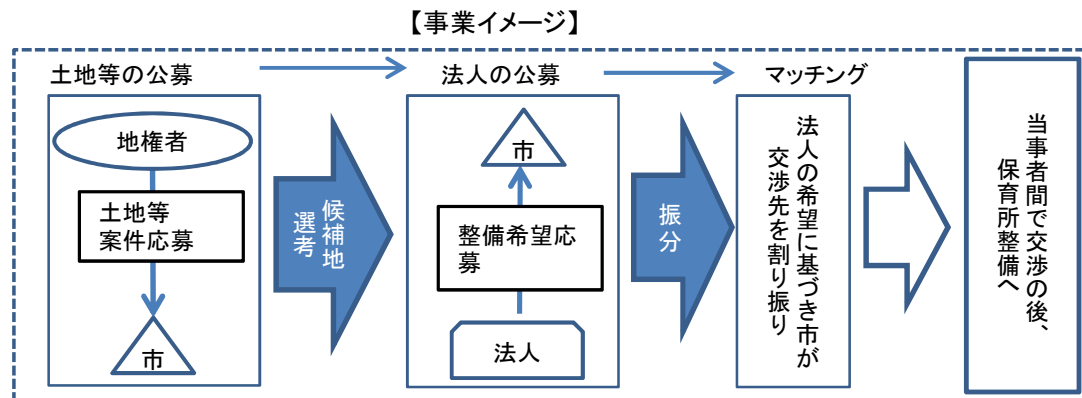 【事業イメージ】
土地等の公募
法人の公募
マッチング
地権者
土地等
案件応募
市
候補地
選考
市
整備希望応
募
法人
振分
法人の希望に基づき市が
交渉先を割り振り
当事者間で交渉の後、
保育所整備へ